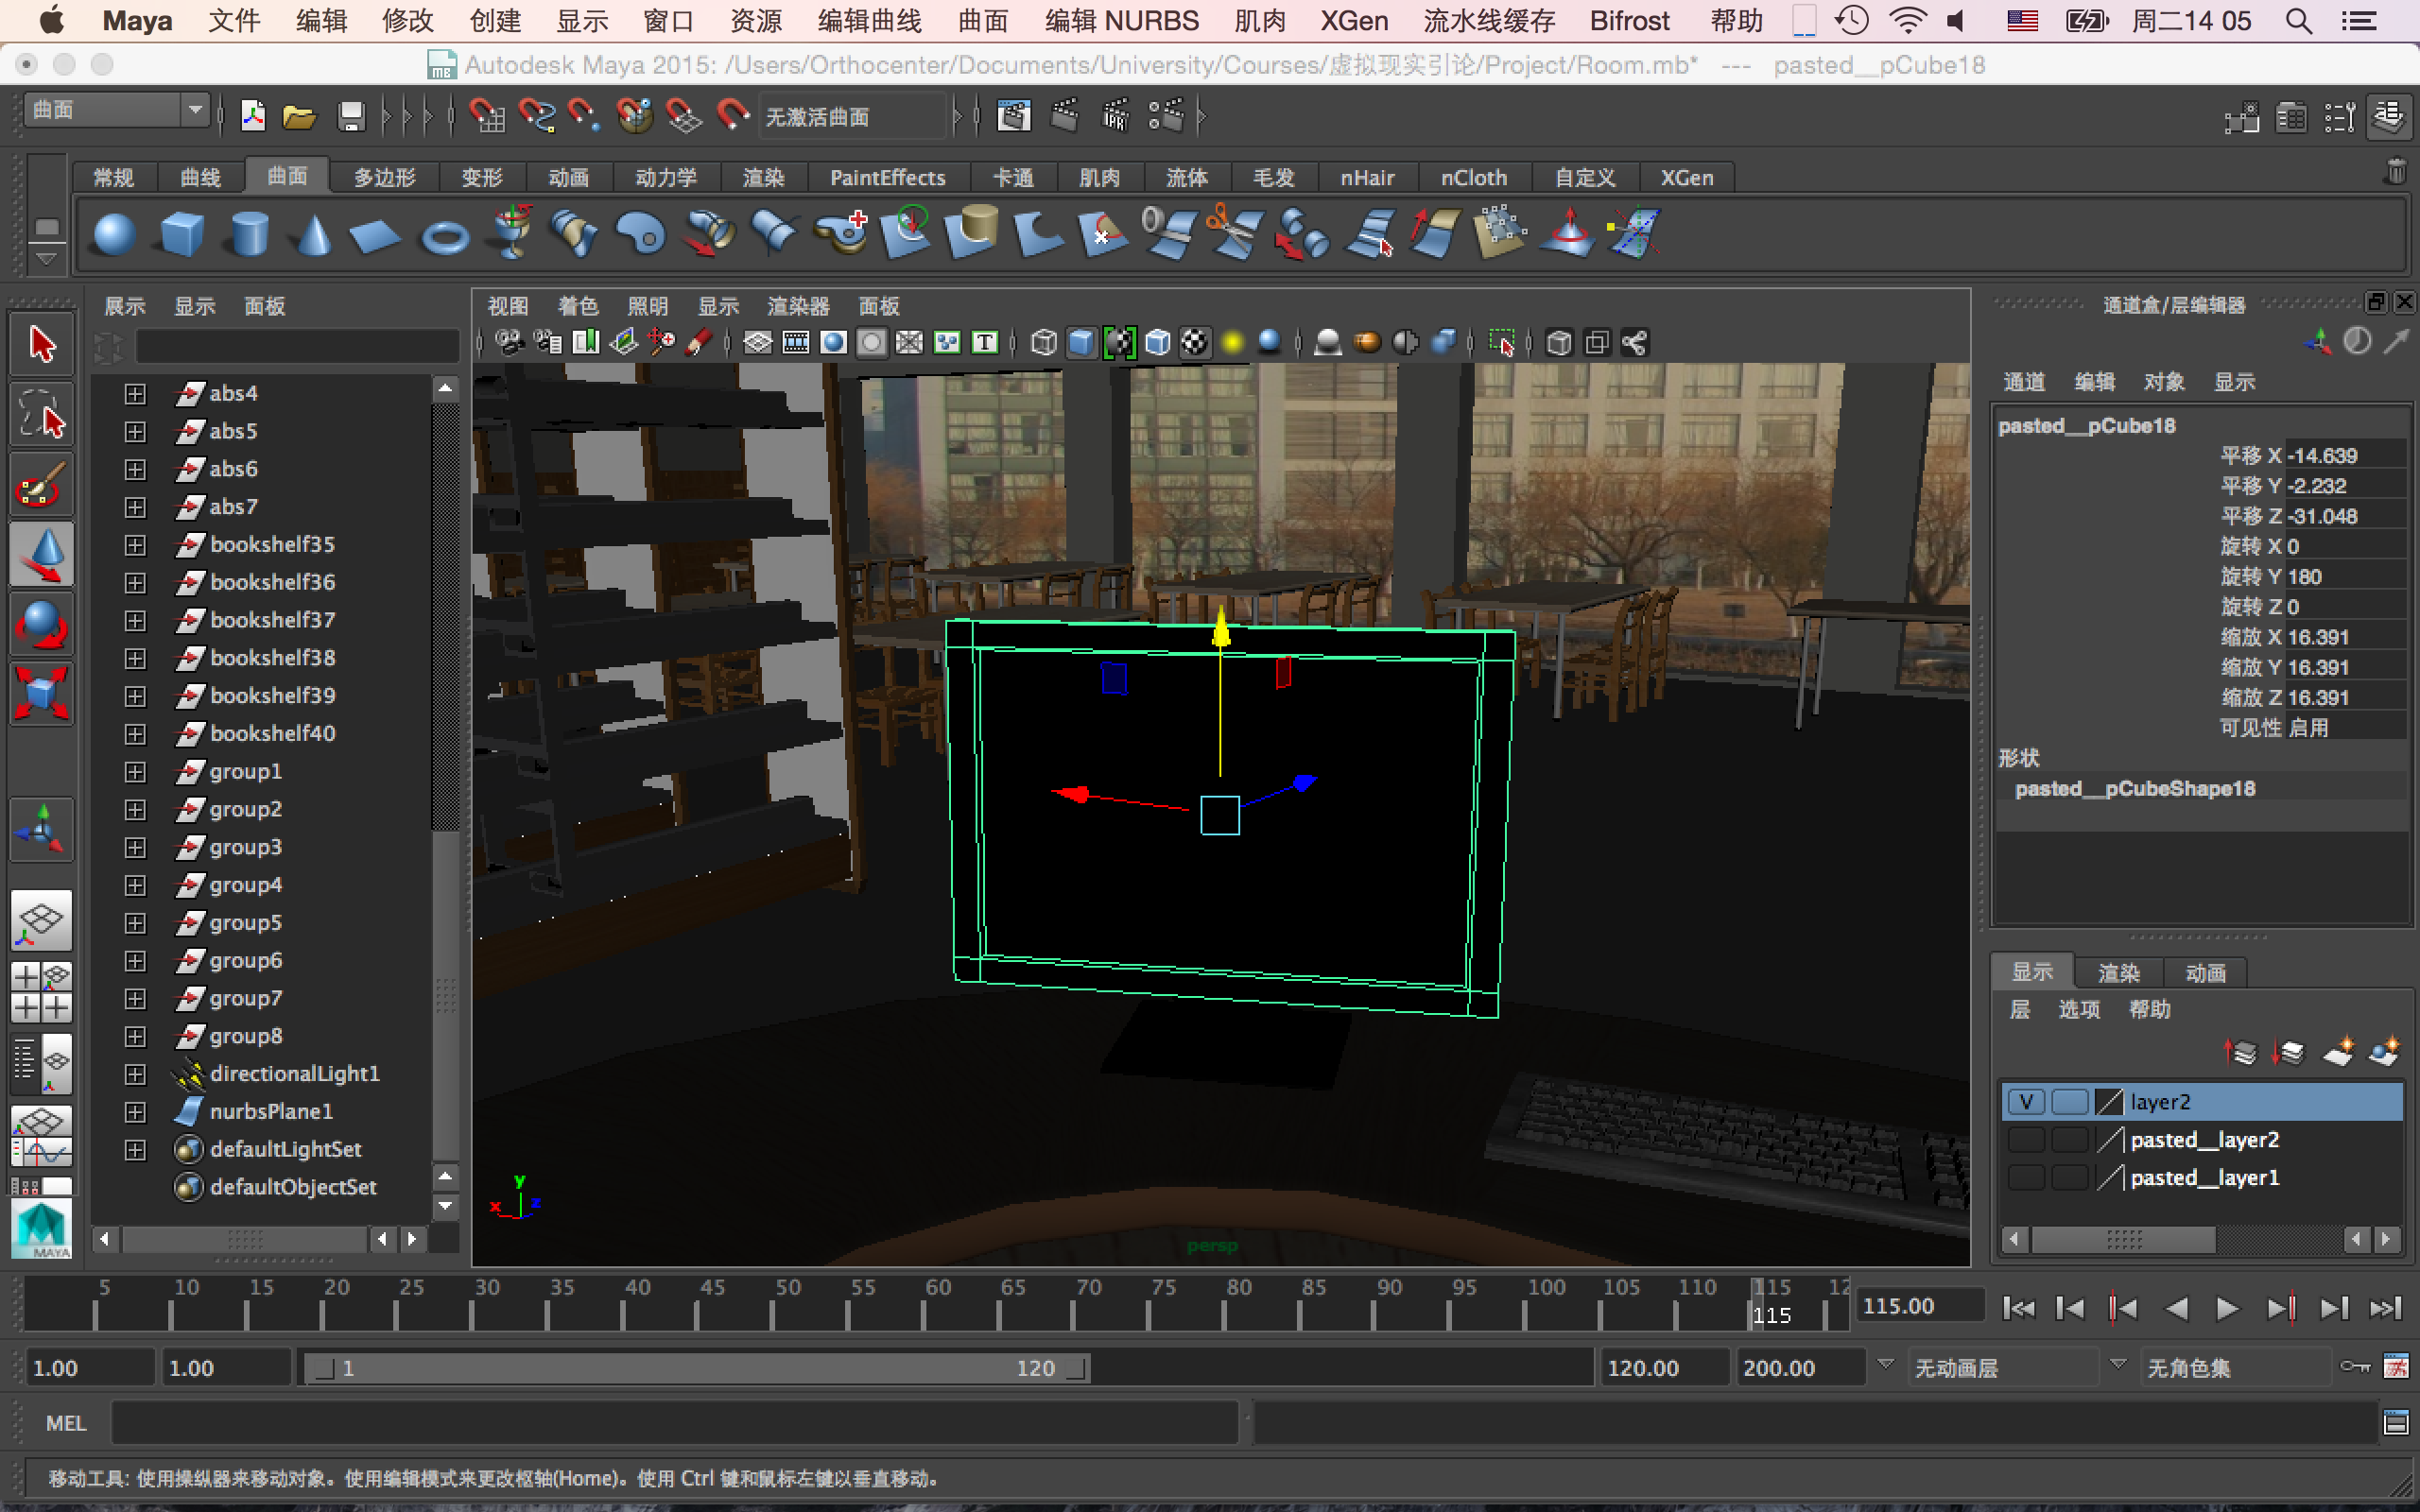 Maya 文件 编辑 修改 创建 显示 窗口 资源 编辑曲线 曲面 编辑 NURBS 肌肉 XGen 流水线缓存 Bifrost 帮助 周二14 05
Autodesk Maya 2015: /Users/Orthocenter/Documents/University/Courses/虚拟现实引论/Project/Room.mb* --- pasted__pCube18
曲面 无激活曲面
常规 曲线 曲面 多边形 变形 动画 动力学 渲染 PaintEffects 卡通 肌肉 流体 毛发 nHair nCloth 自定义 XGen
展示 显示 面板
abs4
abs5
abs6
abs7
bookshelf35
bookshelf36
bookshelf37
bookshelf38
bookshelf39
bookshelf40
group1
group2
group3
group4
group5
group6
group7
group8
directionalLight1
nurbsPlane1
defaultLightSet
defaultObjectSet
MAYA
视图 着色 照明 显示 渲染器 面板
y
x z
persp
通道盒/层编辑器
通道 编辑 对象 显示
pasted__pCube18
平移 X -14.639
平移 Y -2.232
平移 Z -31.048
旋转 X 0
旋转 Y 180
旋转 Z 0
缩放 X 16.391
缩放 Y 16.391
缩放 Z 16.391
可见性 启用
形状
pasted__pCubeShape18
显示 渲染 动画
层 选项 帮助
V layer2
pasted__layer2
pasted__layer1
5 10 15 20 25 30 35 40 45 50 55 60 65 70 75 80 85 90 95 100 105 110 115 12
115
115.00
1.00 1.00 1 120 120.00 200.00 无动画层 无角色集
MEL
移动工具: 使用操纵器来移动对象。使用编辑模式来更改枢轴(Home)。使用 Ctrl 键和鼠标左键以垂直移动。